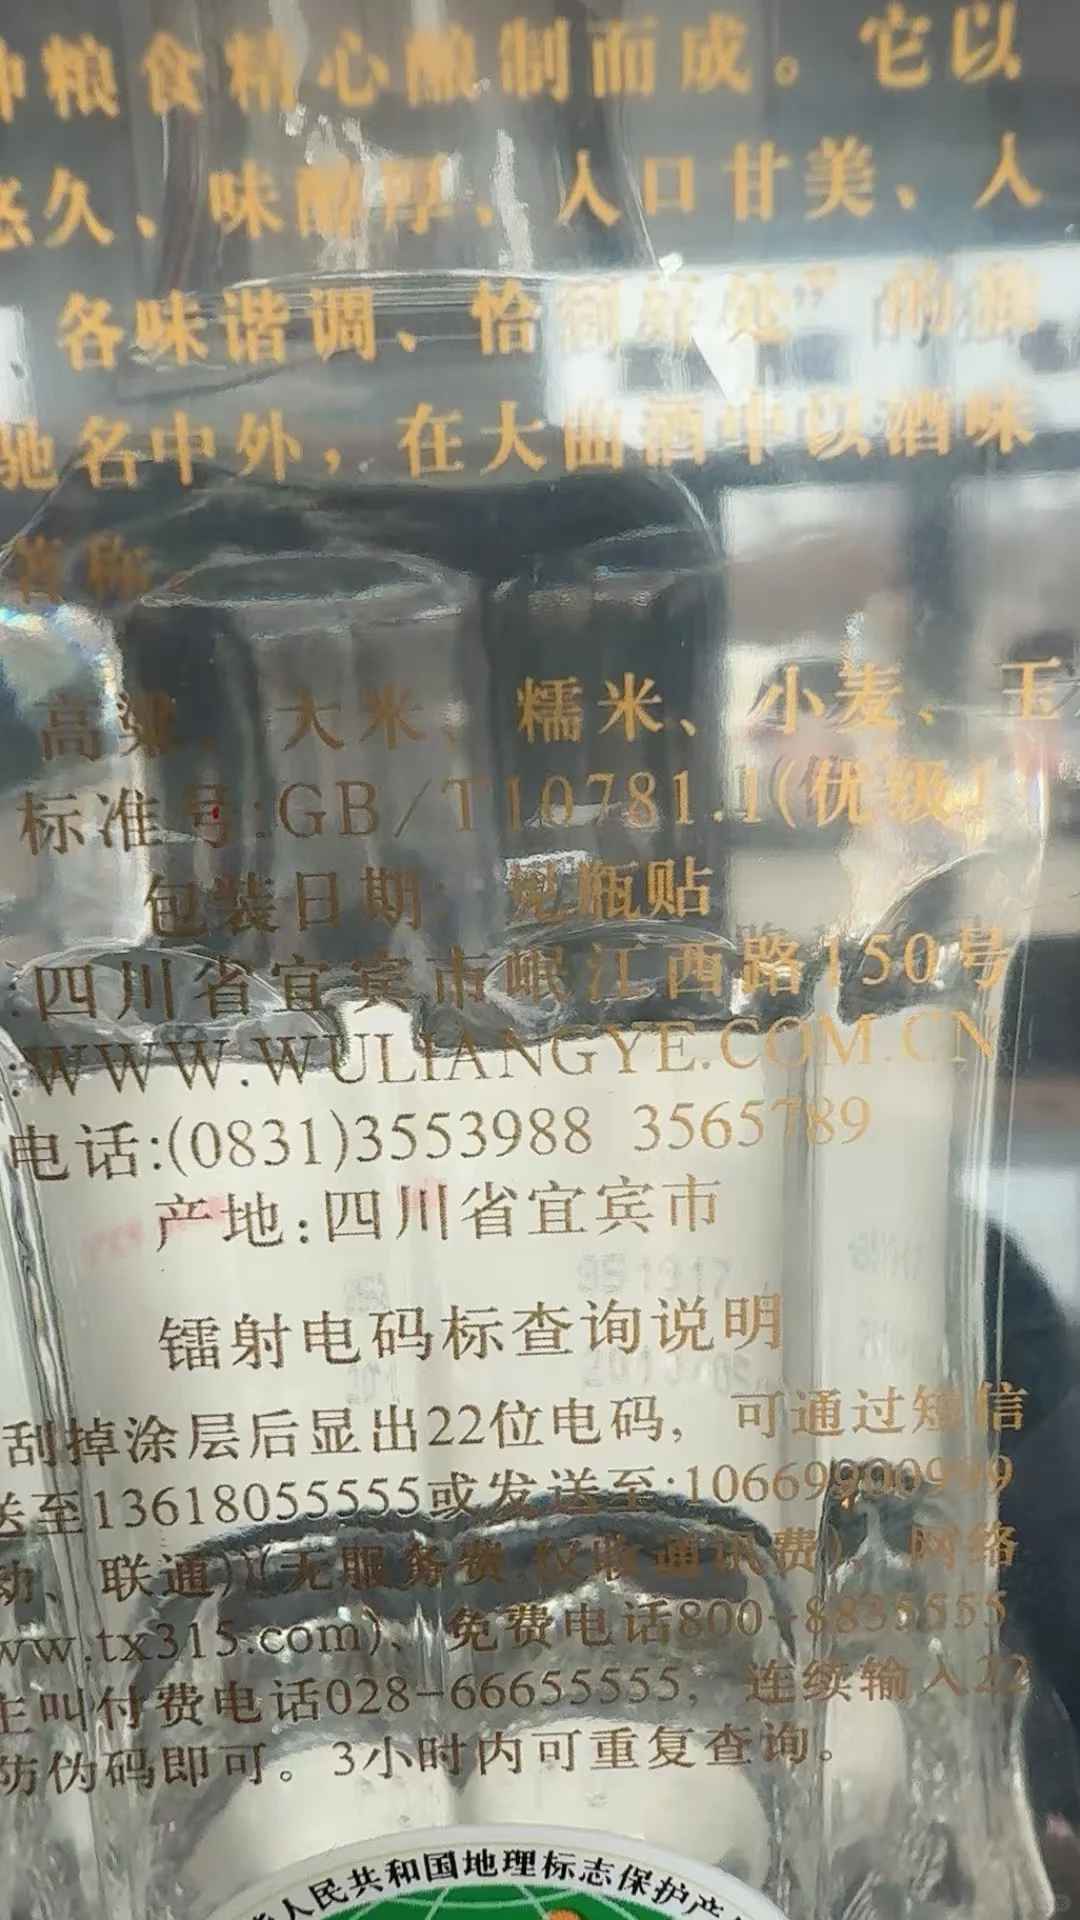 种粮食精心酿制而成。它以
悠久、味醇厚、入口甘美、入
、各味谐调、恰到好处”的独
驰名中外，在大曲酒中以酒味
著称
高粱、大米、糯米、小麦、玉
标准号:GB/T10781.1(优级)
包装日期: 见瓶贴
:四川省宜宾市岷江西路150号
:WWW.WULIANGYE.COM.CN
电话:(0831)3553988 3565789
产地:四川省宜宾市
镭射电码标查询说明
刮掉涂层后显出22位电码，可通过短信
送至13618055555或发送至:10669900999
动、联通)(无服务费,仅收通讯费)，网络
ww.tx315.com)、免费电话800-8835555
主叫付费电话028-66655555，连续输入22
防伪码即可。3小时内可重复查询。
人民共和国地理标志保护产